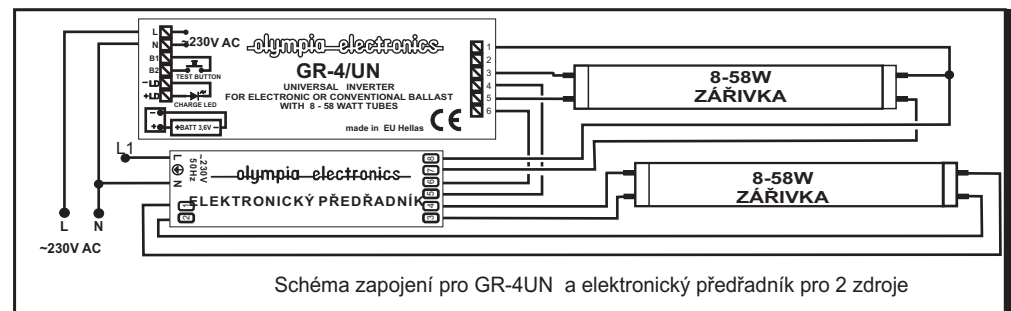 L
N
~230V AC
B1
B2
TEST BUTTON
- LD
+LD
CHARGE LED
-
+
+BATT 3,6V -
olympia electronics
GR-4/UN
UNIVERSAL INVERTER
FOR ELECTRONIC OR CONVENTIONAL BALLAST
WITH 8 - 58 WATT TUBES
made in EU Hellas
CE
1
2
3
4
5
6
8-58W
ZÁŘIVKA
L1
L
N
~230V
50Hz
olympia electronics
ELEKTRONICKÝ PŘEDŘADNÍK
1
2
8
7
6
5
4
3
8-58W
ZÁŘIVKA
L
N
~230V AC
Schéma zapojení pro GR-4UN a elektronický předřadník pro 2 zdroje